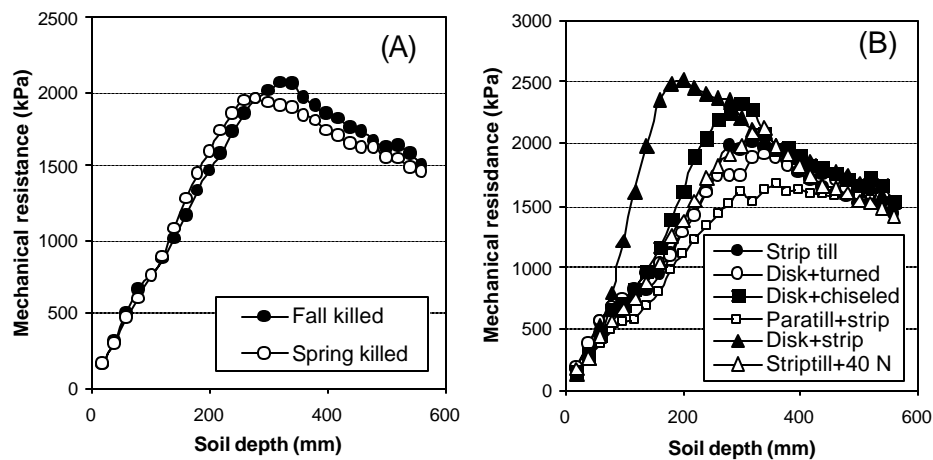 (A)
Mechanical resistance (kPa)
2500
2000
1500
1000
500
0
0 200 400 600
Soil depth (mm)
Fall killed
Spring killed
(B)
Mechanical resisdance (kPa)
3000
2500
2000
1500
1000
500
0
0 200 400 600
Soil depth (mm)
Strip till
Disk+turned
Disk+chiseled
Paratill+strip
Disk+strip
Striptill+40 N